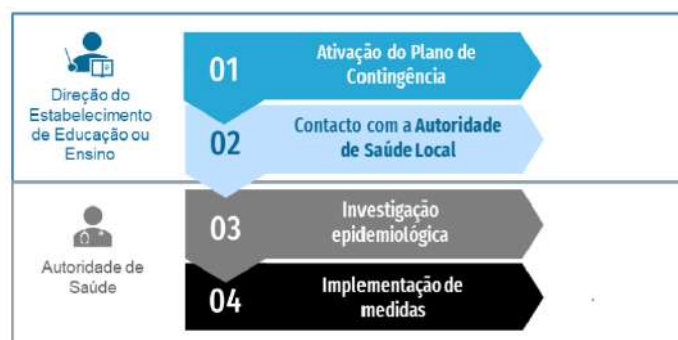 Direção do
Estabelecimento
de Educação ou
Ensino
01
Ativação do Plano de
Contingência
02
Contacto com a Autoridade
de Saúde Local
Autoridade de
Saúde
03
Investigação
epidemiológica
04
Implementação de
medidas